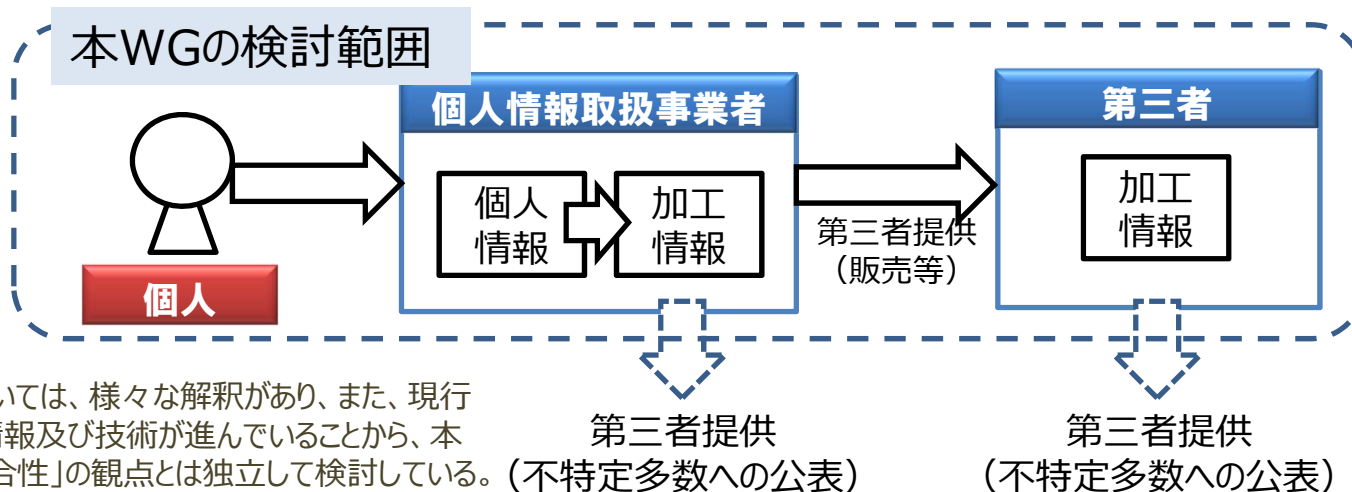 本WGの検討範囲
個人情報取扱事業者
第三者
個人
情報
加工
情報
加工
情報
第三者提供
（販売等）
個人
いては、様々な解釈があり、また、現行
情報及び技術が進んでいることから、本
合性」の観点とは独立して検討している。
第三者提供
（不特定多数への公表）
第三者提供
（不特定多数への公表）